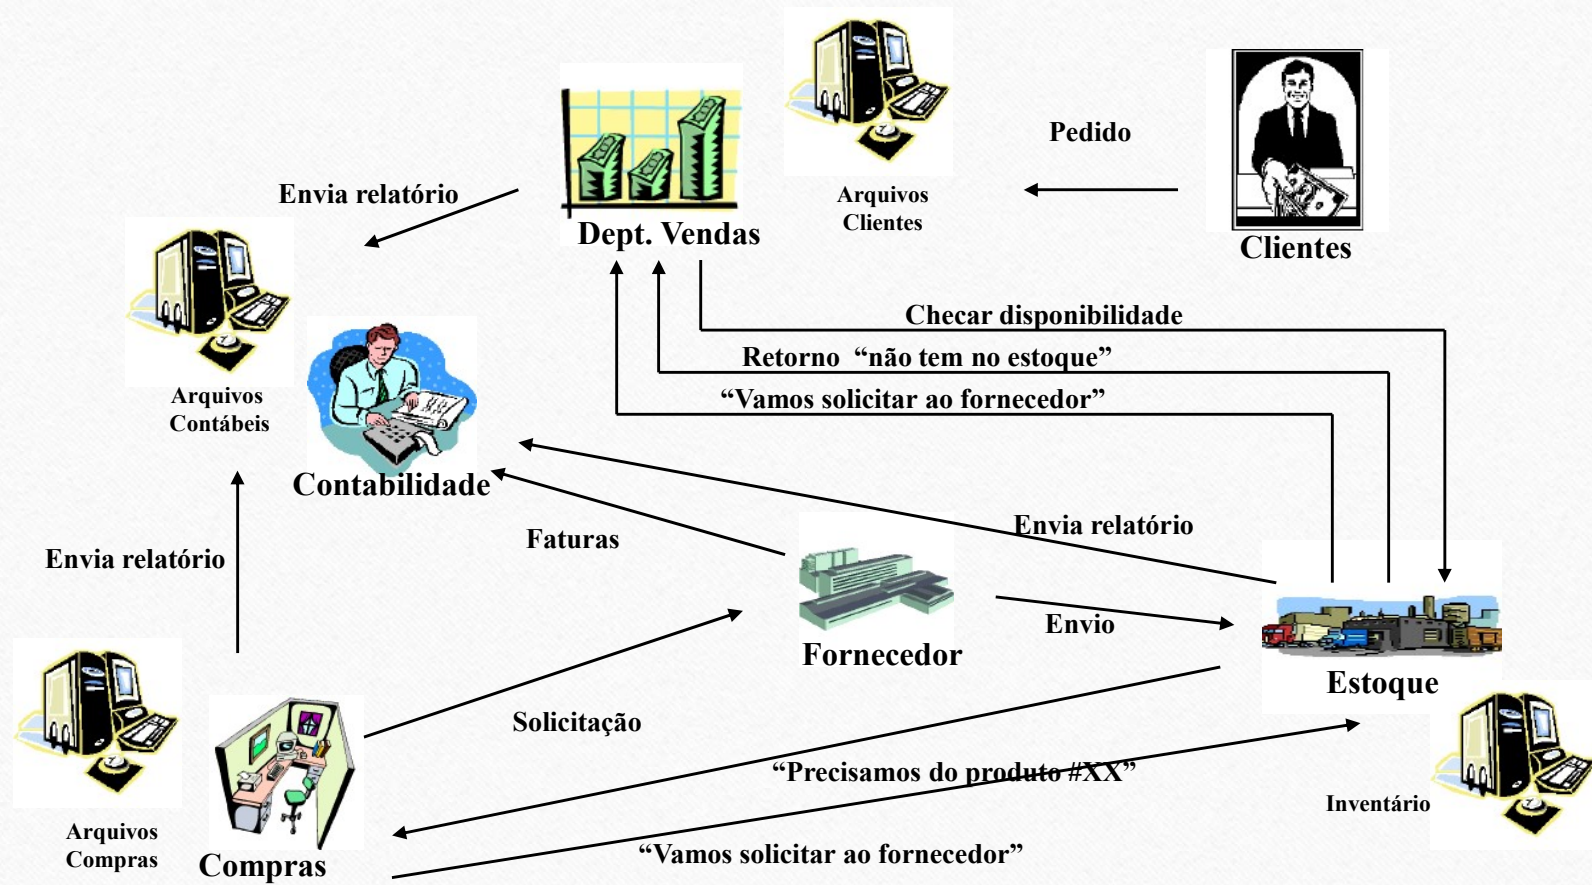 Pedido
Arquivos
Clientes
Envia relatório
Dept. Vendas
Clientes
Checar disponibilidade
Retorno “não tem no estoque”
“Vamos solicitar ao fornecedor”
Arquivos
Contábeis
Contabilidade
Envia relatório
Faturas
Envia relatório
Envio
Fornecedor
Estoque
Solicitação
“Precisamos do produto #XX”
Inventário
Arquivos
Compras
Compras
“Vamos solicitar ao fornecedor”